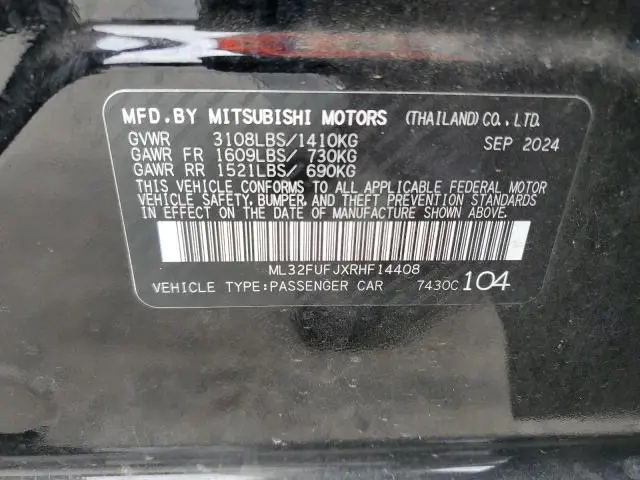 MFD.BY MITSUBISHI MOTORS (THAILAND)CO.,LTD.
GVWR 3108LBS/1410KG SEP 2024
GAWR FR 1609LBS/ 730KG
GAWR RR 1521LBS/ 690KG
THIS VEHICLE CONFORMS TO ALL APPLICABLE FEDERAL MOTOR
VEHICLE SAFETY, BUMPER, AND THEFT PREVENTION STANDARDS
IN EFFECT ON THE DATE OF MANUFACTURE SHOWN ABOVE.
ML32FUFJXRHF14408
VEHICLE TYPE:PASSENGER CAR 7430C 104